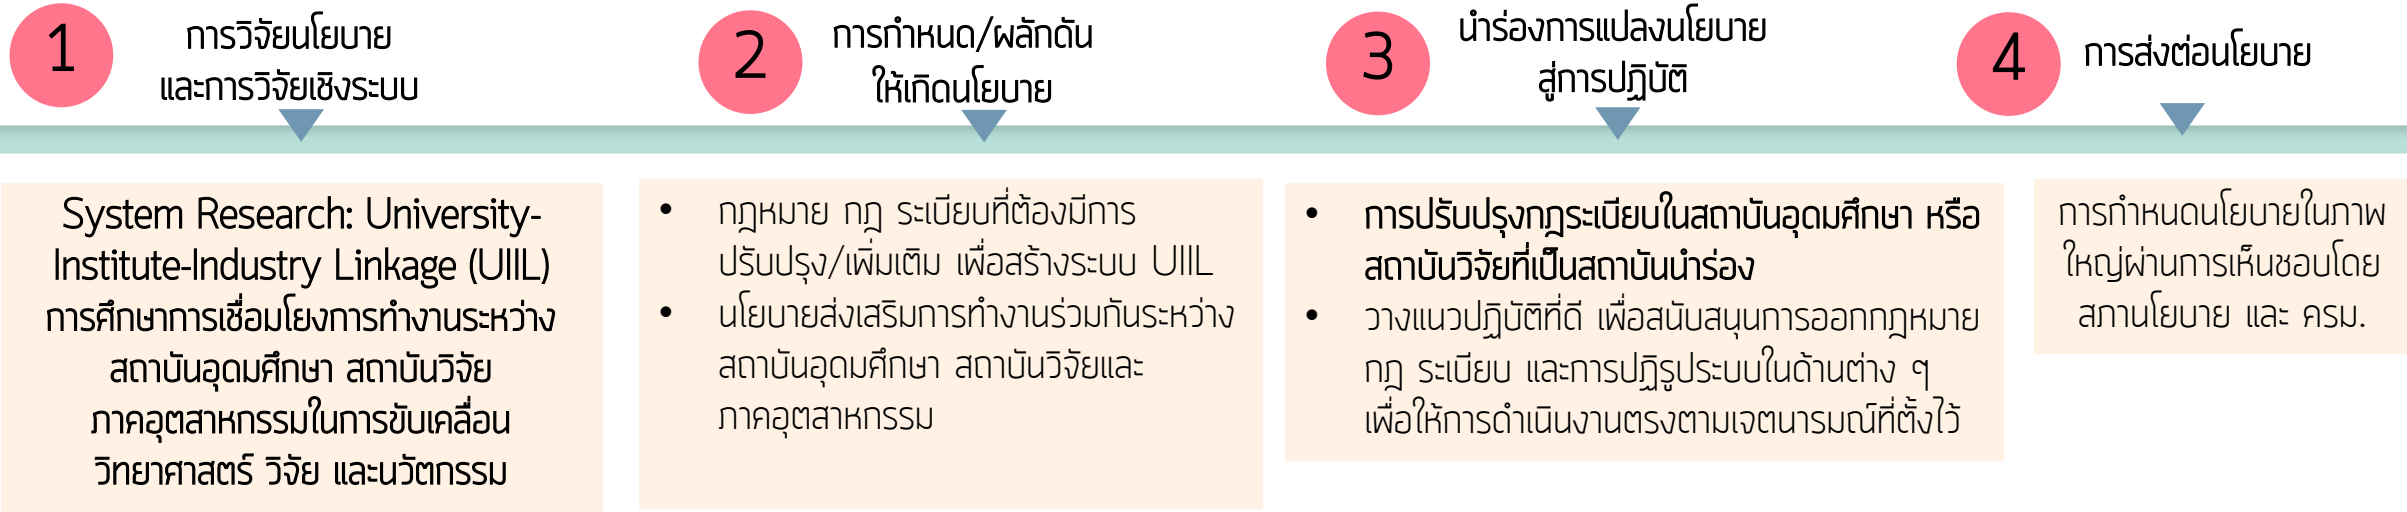 1
การวิจัยนโยบาย
และการวิจัยเชิงระบบ
System Research: University-
Institute-Industry Linkage (UIIL)
การศึกษาการเชื่อมโยงการทำงานระหว่าง
สถาบันอุดมศึกษา สถาบันวิจัย
ภาคอุตสาหกรรมในการขับเคลื่อน
วิทยาศาสตร์ วิจัย และนวัตกรรม
2
การกำหนด/ผลักดัน
ให้เกิดนโยบาย
• กฎหมาย กฎ ระเบียบที่ต้องมีการ
ปรับปรุง/เพิ่มเติม เพื่อสร้างระบบ UIIL
• นโยบายส่งเสริมการทำงานร่วมกันระหว่าง
สถาบันอุดมศึกษา สถาบันวิจัยและ
ภาคอุตสาหกรรม
3
นำร่องการแปลงนโยบาย
สู่การปฏิบัติ
• การปรับปรุงกฎระเบียบในสถาบันอุดมศึกษา หรือ
สถาบันวิจัยที่เป็นสถาบันนำร่อง
• วางแนวปฏิบัติที่ดี เพื่อสนับสนุนการออกกฎหมาย
กฎ ระเบียบ และการปฏิรูประบบในด้านต่าง ๆ
เพื่อให้การดำเนินงานตรงตามเจตนารมณ์ที่ตั้งไว้
4
การส่งต่อนโยบาย
การกำหนดนโยบายในภาพ
ใหญ่ผ่านการเห็นชอบโดย
สภานโยบาย และ ครม.